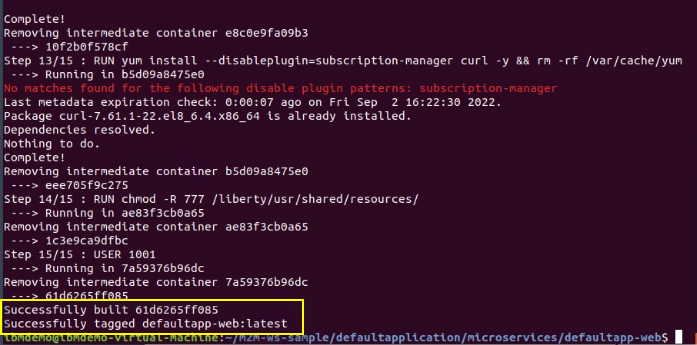 Complete!
Removing intermediate container e8c0e9fa09b3
---> 10f2b0f578cf
Step 13/15 : RUN yum install --disableplugin=subscription-manager curl -y && rm -rf /var/cache/yum
---> Running in b5d09a8475e0
No matches found for the following disable plugin patterns: subscription-manager
Last metadata expiration check: 0:00:07 ago on Fri Sep  2 16:22:30 2022.
Package curl-7.61.1-22.el8_6.4.x86_64 is already installed.
Dependencies resolved.
Nothing to do.
Complete!
Removing intermediate container b5d09a8475e0
---> eee705f9c275
Step 14/15 : RUN chmod -R 777 /liberty/usr/shared/resources/
---> Running in ae83f3cb0a65
Removing intermediate container ae83f3cb0a65
---> 1c3e9ca9dfbc
Step 15/15 : USER 1001
---> Running in 7a59376b96dc
Removing intermediate container 7a59376b96dc
---> 61d6265ff085
Successfully built 61d6265ff085
Successfully tagged defaultapp-web:latest
ibmdemo@ibmdemo-virtual-machine:~/M2M-ws-sample/defaultapplication/microservices/defaultapp-web$